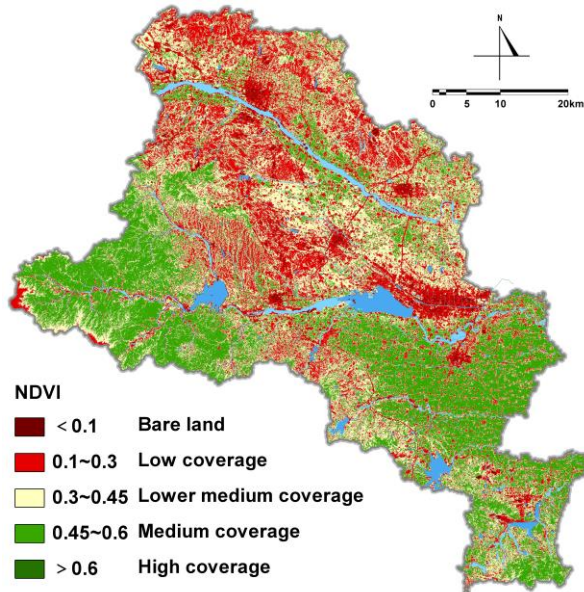 N
0 5 10 20km
NDVI
< 0.1 Bare land
0.1~0.3 Low coverage
0.3~0.45 Lower medium coverage
0.45~0.6 Medium coverage
> 0.6 High coverage